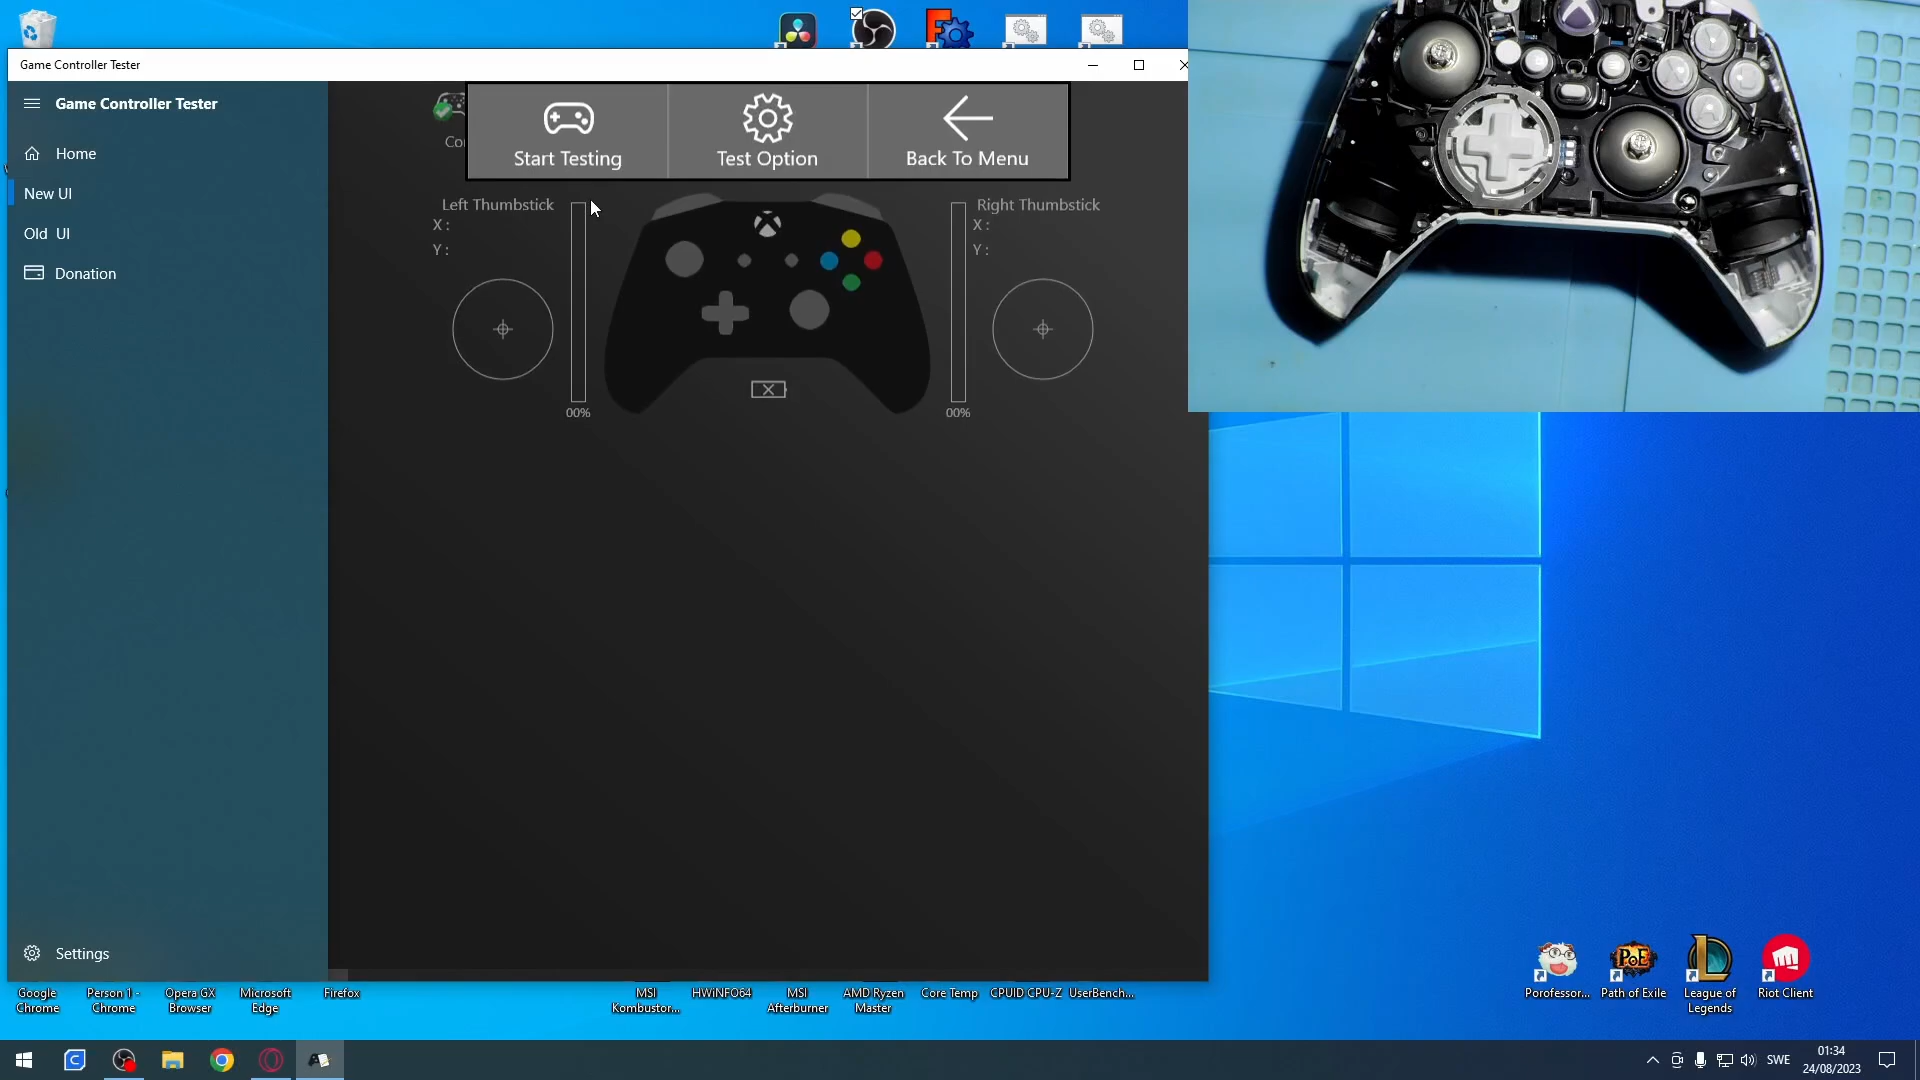 Game Controller Tester
Game Controller Tester
Home
New UI
Old UI
Donation
Settings
Co
Start Testing
Test Option
Back To Menu
Left Thumbstick
X :
Y :
00%
Right Thumbstick
X :
Y :
00%
Google
Chrome
Person 1 -
Chrome
Opera GX
Browser
Microsoft
Edge
Firefox
MSI
Kombustor...
HWiNFO64
MSI
Afterburner
AMD Ryzen
Master
Core Temp
CPUID CPU-Z
UserBench...
Porofessor...
PoE
Path of Exile
League of
Legends
Riot Client
SWE
01:34
24/08/2023